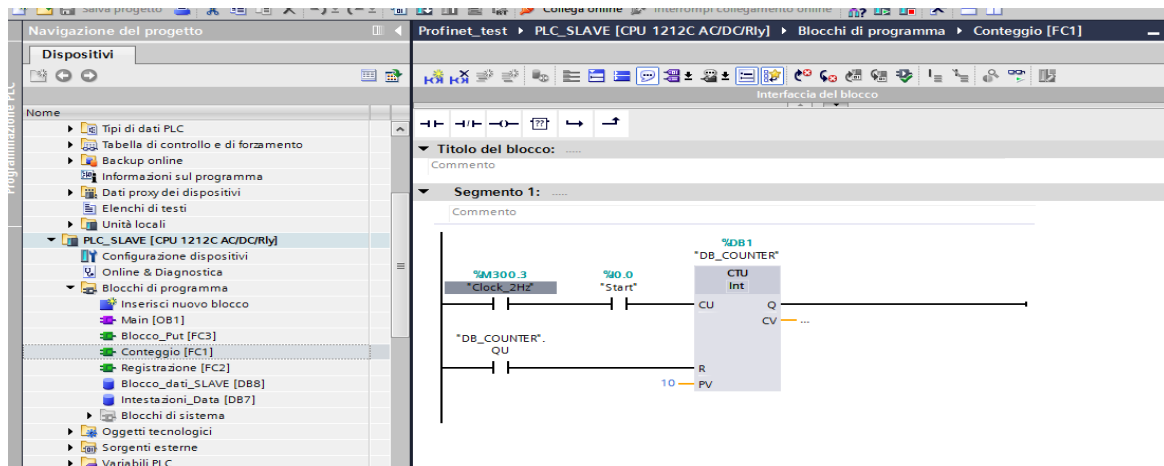 Salva progetto
Collega online
Interrompi collegamento online
Navigazione del progetto
Profinet_test PLC_SLAVE [CPU 1212C AC/DC/Rly] Blocchi di programma Conteggio [FC1]
Dispositivi
Interfaccia del blocco
Programmazione PLC
Nome
Tipi di dati PLC
Tabella di controllo e di forzamento
Backup online
Informazioni sul programma
Dati proxy dei dispositivi
Elenchi di testi
Unità locali
PLC_SLAVE [CPU 1212C AC/DC/Rly]
Configurazione dispositivi
Online & Diagnostica
Blocchi di programma
Inserisci nuovo blocco
Main [OB1]
Blocco_Put [FC3]
Conteggio [FC1]
Registrazione [FC2]
Blocco_dati_SLAVE [DB8]
Intestazioni_Data [DB7]
Blocchi di sistema
Oggetti tecnologici
Sorgenti esterne
Variabili PLC
??
Titolo del blocco: .....
Commento
Segmento 1: .....
Commento
%DB1
"DB_COUNTER"
%M300.3 %I0.0 CTU
"Clock_2Hz" "Start" Int
CU Q
CV ...
"DB_COUNTER".
QU
R
10 PV